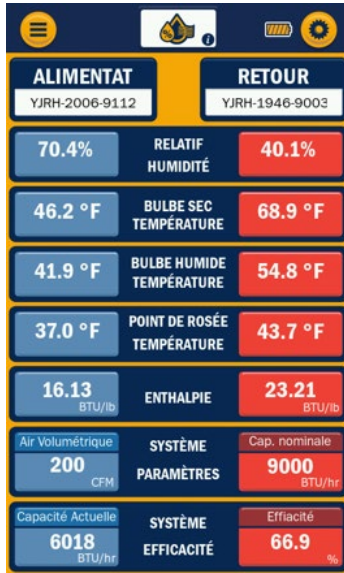 %
i
ALIMENTAT
RETOUR
YJRH-2006-9112
YJRH-1946-9003
70.4%
RELATIF
HUMIDITÉ
40.1%
46.2 °F
BULBE SEC
TEMPÉRATURE
68.9 °F
41.9 °F
BULBE HUMIDE
TEMPÉRATURE
54.8 °F
37.0 °F
POINT DE ROSÉE
TEMPÉRATURE
43.7 °F
16.13
BTU/lb
ENTHALPIE
23.21
BTU/lb
Air Volumétrique
200
CFM
SYSTÈME
PARAMÈTRES
Cap. nominale
9000
BTU/hr
Capacité Actuelle
6018
BTU/hr
SYSTÈME
EFFICACITÉ
Effiacité
66.9
%